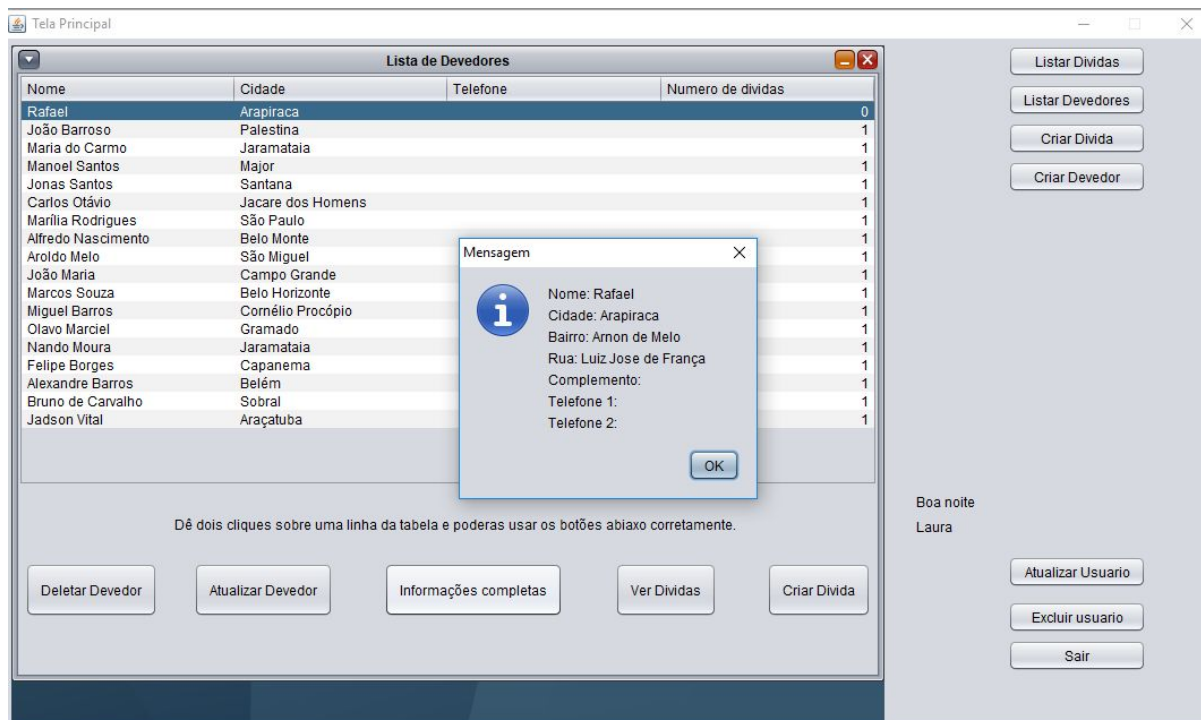 Tela Principal
Lista de Devedores
Nome Cidade Telefone Numero de dividas
Rafael Arapiraca 0
João Barroso Palestina 1
Maria do Carmo Jaramataia 1
Manoel Santos Major 1
Jonas Santos Santana 1
Carlos Otávio Jacare dos Homens 1
Marília Rodrigues São Paulo 1
Alfredo Nascimento Belo Monte 1
Aroldo Melo São Miguel 1
João Maria Campo Grande 1
Marcos Souza Belo Horizonte 1
Miguel Barros Cornélio Procópio 1
Olavo Marciel Gramado 1
Nando Moura Jaramataia 1
Felipe Borges Capanema 1
Alexandre Barros Belém 1
Bruno de Carvalho Sobral 1
Jadson Vital Araçatuba 1
Mensagem
Nome: Rafael
Cidade: Arapiraca
Bairro: Arnon de Melo
Rua: Luiz Jose de França
Complemento:
Telefone 1:
Telefone 2:
OK
Dê dois cliques sobre uma linha da tabela e poderas usar os botões abiaxo corretamente.
Deletar Devedor Atualizar Devedor Informações completas Ver Dividas Criar Divida
Listar Dividas
Listar Devedores
Criar Divida
Criar Devedor
Boa noite
Laura
Atualizar Usuario
Excluir usuario
Sair